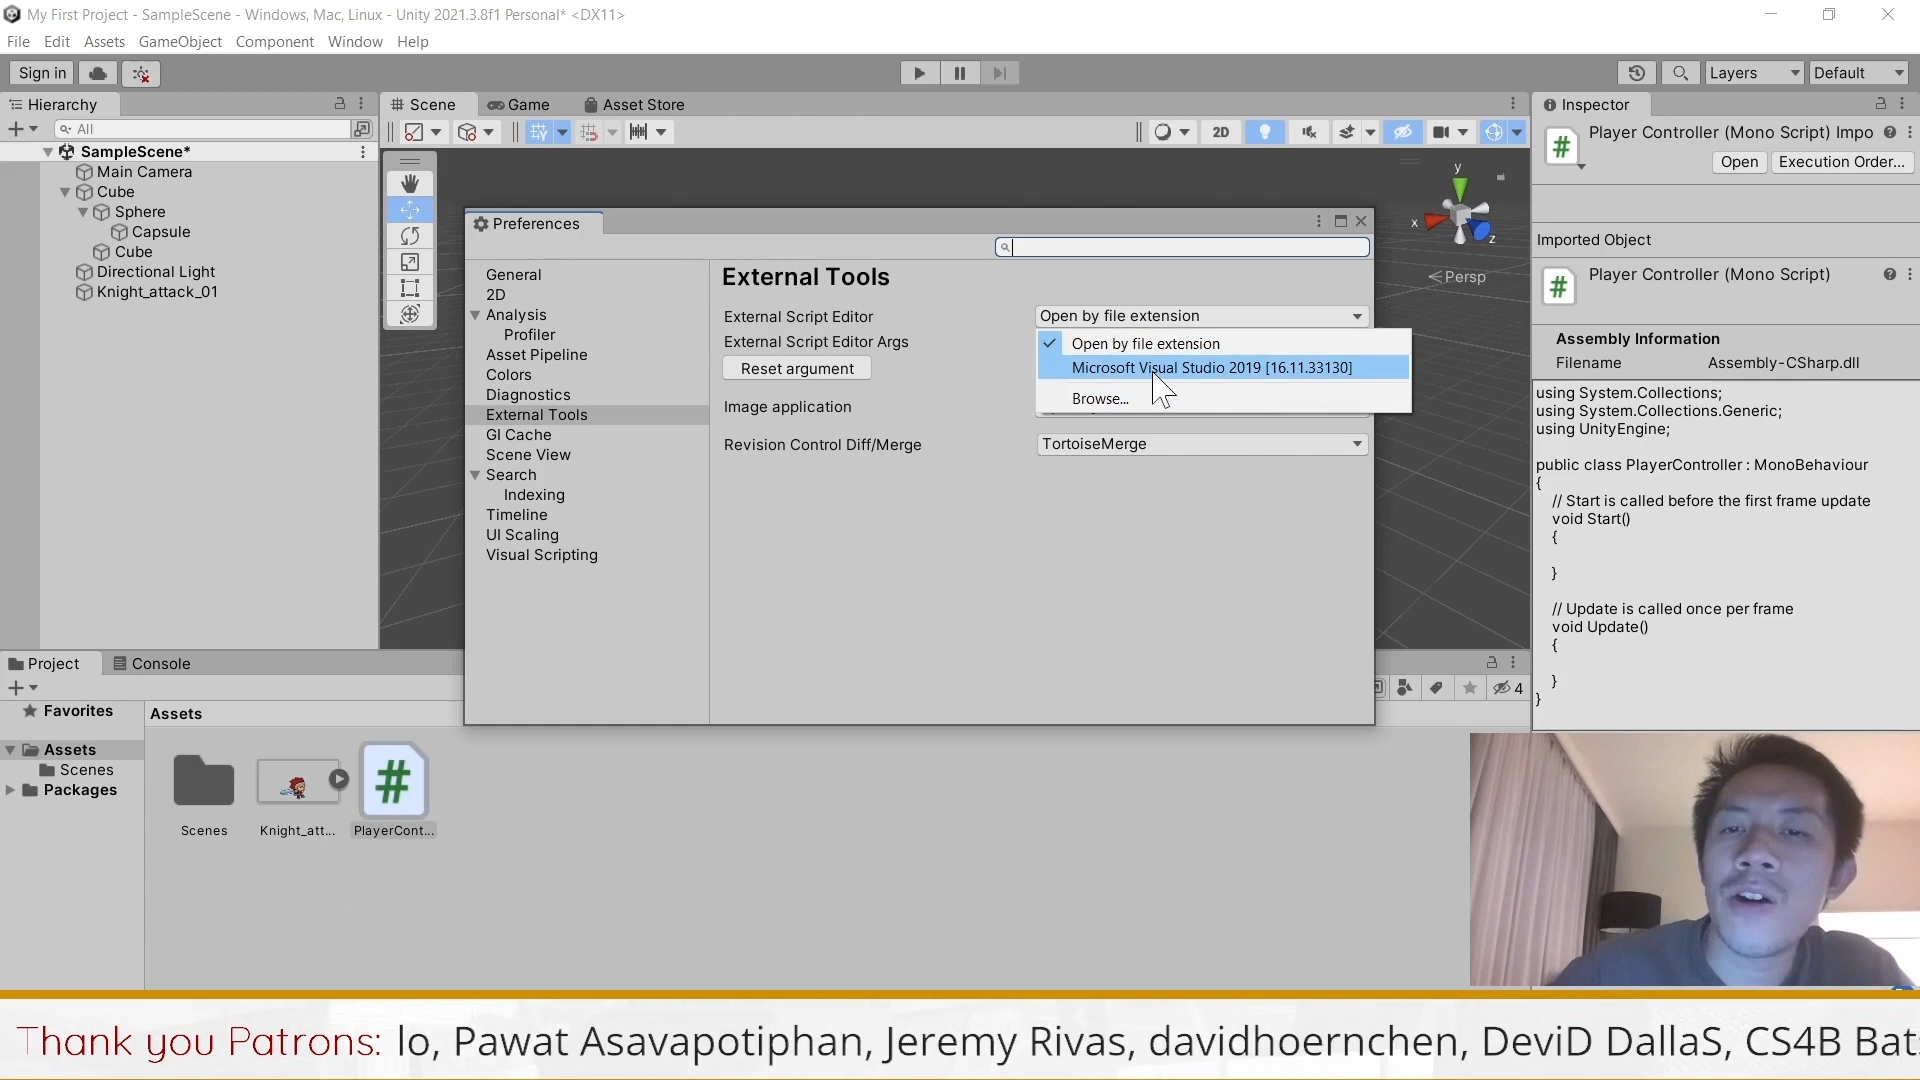 My First Project - SampleScene - Windows, Mac, Linux - Unity 2021.3.8f1 Personal* <DX11>
File Edit Assets GameObject Component Window Help
Sign in
Layers
Default
Hierarchy
All
SampleScene*
Main Camera
Cube
Sphere
Capsule
Cube
Directional Light
Knight_attack_01
Scene Game Asset Store
2D
y
x
z
Persp
Preferences
General
2D
Analysis
Profiler
Asset Pipeline
Colors
Diagnostics
External Tools
GI Cache
Scene View
Search
Indexing
Timeline
UI Scaling
Visual Scripting
External Tools
External Script Editor
Open by file extension
External Script Editor Args
Reset argument
Image application
Revision Control Diff/Merge
TortoiseMerge
Open by file extension
Microsoft Visual Studio 2019 [16.11.33130]
Browse...
Inspector
Player Controller (Mono Script) Impo
Open
Execution Order...
Imported Object
Player Controller (Mono Script)
Assembly Information
Filename Assembly-CSharp.dll
using System.Collections;
using System.Collections.Generic;
using UnityEngine;
public class PlayerController : MonoBehaviour
{
// Start is called before the first frame update
void Start()
{
}
// Update is called once per frame
void Update()
{
}
}
Project Console
4
Favorites
Assets
Scenes
Packages
Assets
Scenes
Knight_att...
#
PlayerCont...
Thank you Patrons: lo, Pawat Asavapotiphan, Jeremy Rivas, davidhoernchen, DeviD DallaS, CS4B Bat